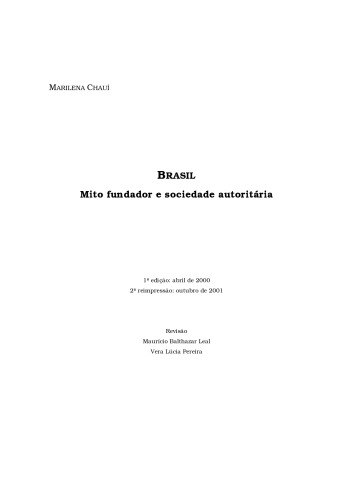 MARILENA CHAUÍ
BRASIL
Mito fundador e sociedade autoritária
1ª edição: abril de 2000
2ª reimpressão: outubro de 2001
Revisão
Maurício Balthazar Leal
Vera Lúcia Pereira